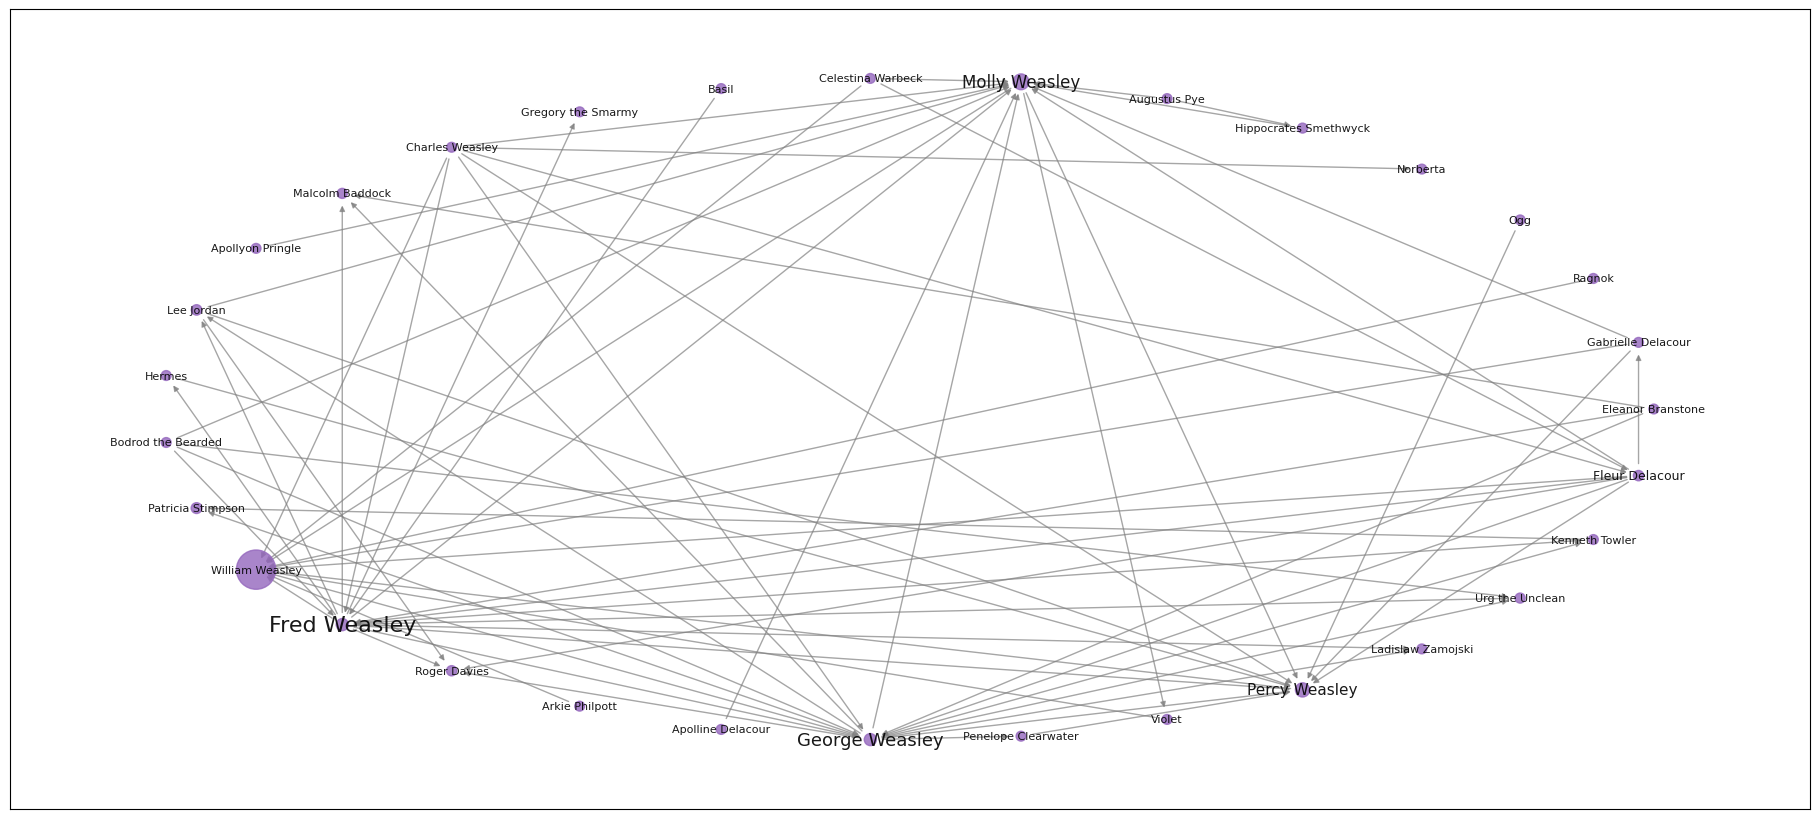 Celestina Warbeck
Molly Weasley
Basil
Augustus Pye
Gregory the Smarmy
Hippocrates Smethwyck
Charles Weasley
Norberta
Malcolm Baddock
Ogg
Apollyon Pringle
Ragnok
Lee Jordan
Gabrielle Delacour
Hermes
Eleanor Branstone
Bodrod the Bearded
Fleur Delacour
Patricia Stimpson
Kenneth Towler
William Weasley
Urg the Unclean
Fred Weasley
Ladislaw Zamojski
Roger Davies
Percy Weasley
Arkie Philpott
Violet
Apolline Delacour
Penelope Clearwater
George Weasley